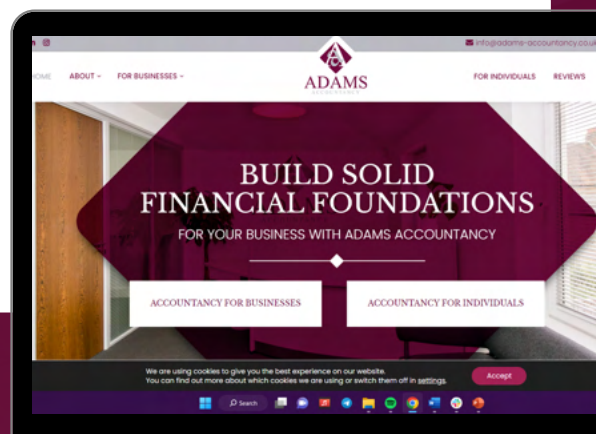 info@adams-accountancy.co.uk
HOME ABOUT FOR BUSINESSES
ADAMS
ACCOUNTANCY
FOR INDIVIDUALS REVIEWS
BUILD SOLID
FINANCIAL FOUNDATIONS
FOR YOUR BUSINESS WITH ADAMS ACCOUNTANCY
ACCOUNTANCY FOR BUSINESSES
ACCOUNTANCY FOR INDIVIDUALS
We are using cookies to give you the best experience on our website.
You can find out more about which cookies we are using or switch them off in settings.
Accept
Search